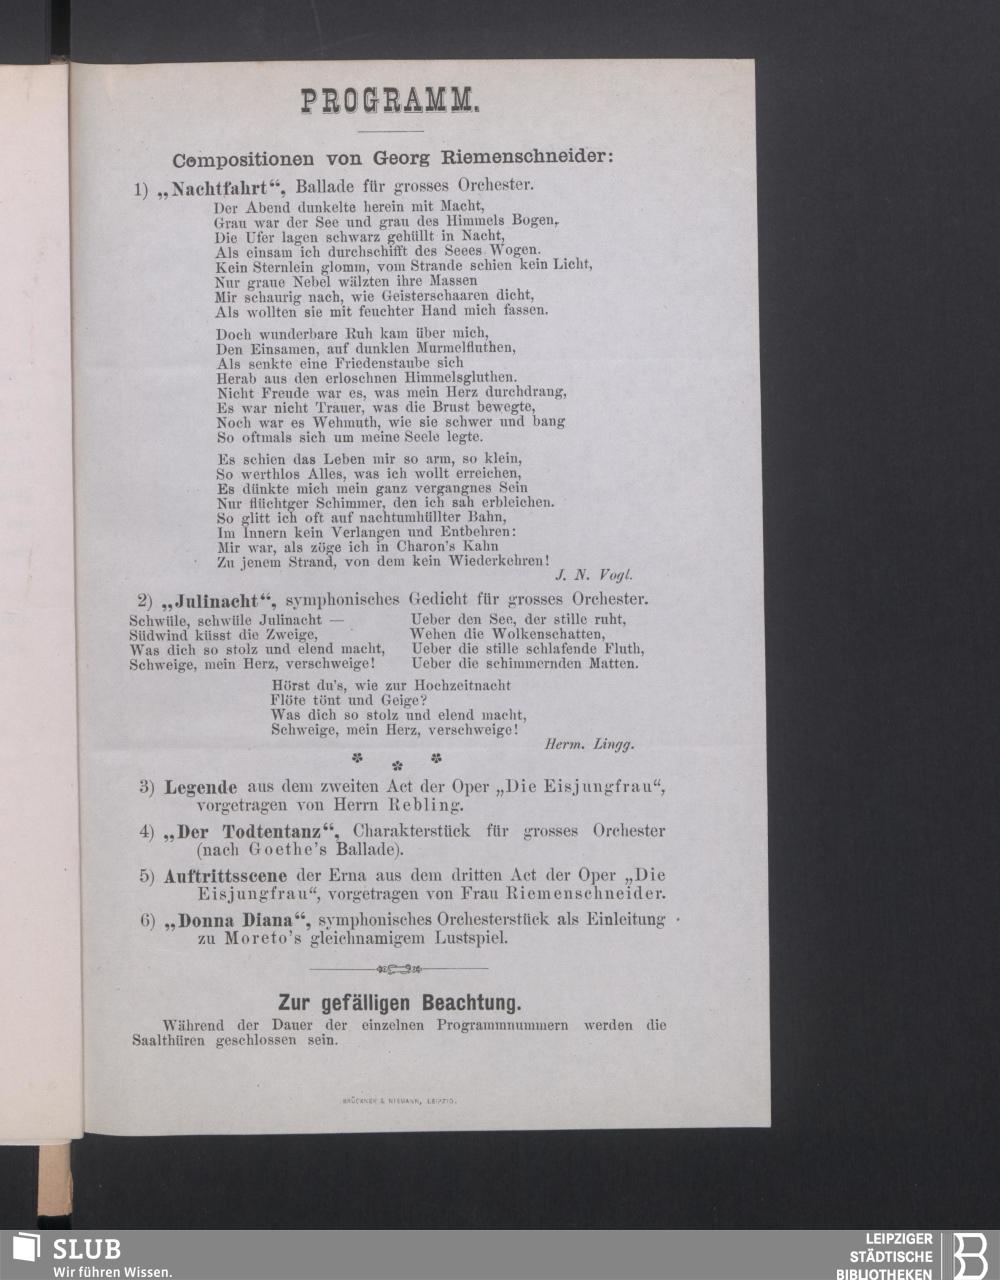 PROGRAMM.
Compositionen von Georg Riemenschneider:
1) „Nachtfahrt“, Ballade für grosses Orchester.
Der Abend dunkelte herein mit Macht,
Grau war der See und grau des Himmels Bogen,
Die Ufer lagen schwarz gehüllt in Nacht,
Als einsam ich durchschifft des Seees Wogen.
Kein Sternlein glomm, vom Strande schien kein Licht,
Nur graue Nebel wälzten ihre Massen
Mir schaurig nach, wie Geisterschaaren dicht,
Als wollten sie mit feuchter Hand mich fassen.
Doch wunderbare Ruh kam über mich,
Den Einsamen, auf dunklen Murmelfluthen,
Als senkte eine Friedenstaube sich
Herab aus den erloschnen Himmelsgluthen.
Nicht Freude war es, was mein Herz durchdrang,
Es war nicht Trauer, was die Brust bewegte,
Noch war es Wehmuth, wie sie schwer und bang
So oftmals sich um meine Seele legte.
Es schien das Leben mir so arm, so klein,
So werthlos Alles, was ich wollt erreichen,
Es dünkte mich mein ganz vergangnes Sein
Nur flüchtger Schimmer, den ich sah erbleichen.
So glitt ich oft auf nachtumhüllter Bahn,
Im Innern kein Verlangen und Entbehren:
Mir war, als zöge ich in Charon's Kahn
Zu jenem Strand, von dem kein Wiederkehren!
J. N. Vogl.
2) „Julinacht“, symphonisches Gedicht für grosses Orchester.
Schwüle, schwüle Julinacht —
Südwind küsst die Zweige,
Was dich so stolz und elend macht,
Schweige, mein Herz, verschweige!
Ueber den See, der stille ruht,
Wehen die Wolkenschatten,
Ueber die stille schlafende Fluth,
Ueber die schimmernden Matten.
Hörst du's, wie zur Hochzeitnacht
Flöte tönt und Geige?
Was dich so stolz und elend macht,
Schweige, mein Herz, verschweige!
Herm. Lingg.
3) Legende aus dem zweiten Act der Oper „Die Eisjungfrau“,
vorgetragen von Herrn Rebling.
4) „Der Todtentanz“, Charakterstück für grosses Orchester
(nach Goethe's Ballade).
5) Auftrittsscene der Erna aus dem dritten Act der Oper „Die
Eisjungfrau“, vorgetragen von Frau Riemenschneider.
6) „Donna Diana“, symphonisches Orchesterstück als Einleitung
zu Moreto's gleichnamigem Lustspiel.
Zur gefälligen Beachtung.
Während der Dauer der einzelnen Programmnummern werden die
Saalthüren geschlossen sein.
BRÜCKNER & NIEMANN, LEIPZIG.
SLUB
Wir führen Wissen.
LEIPZIGER
STÄDTISCHE
BIBLIOTHEKEN